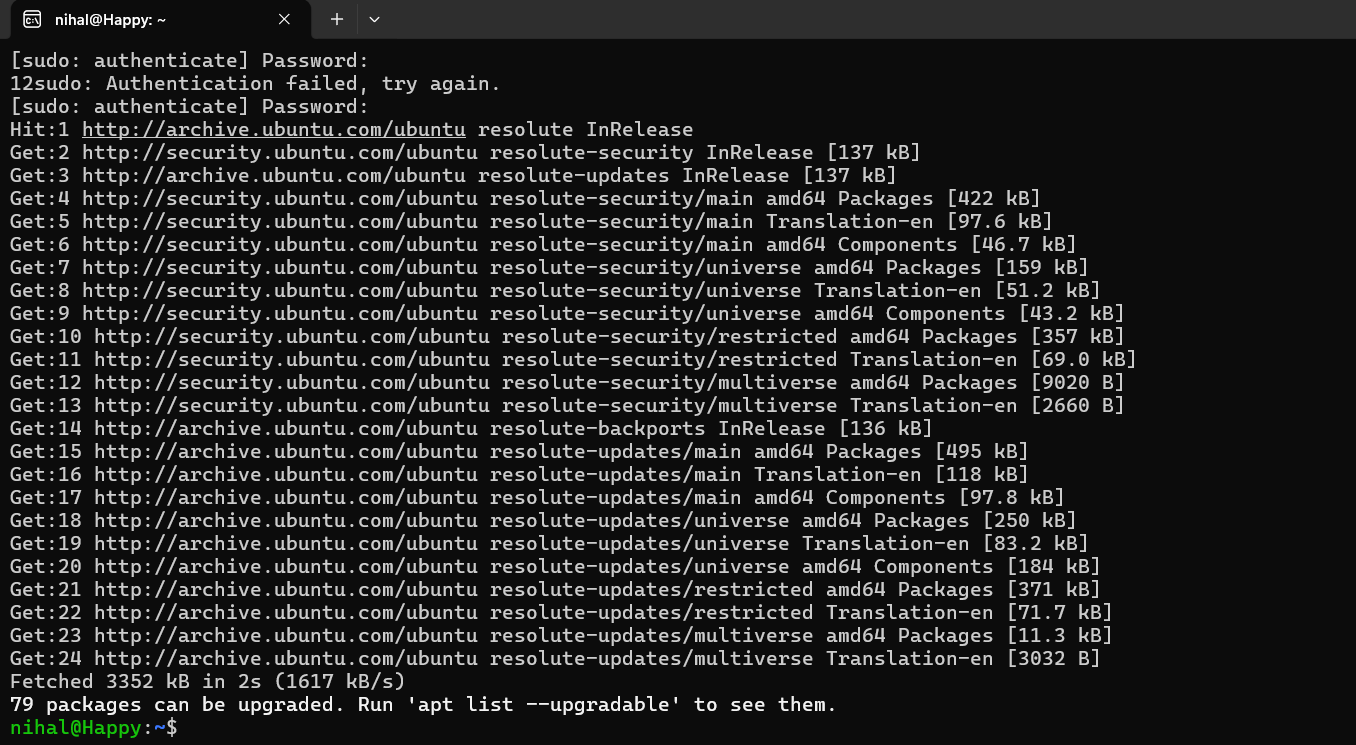 nihal@Happy: ~
[sudo: authenticate] Password:
12sudo: Authentication failed, try again.
[sudo: authenticate] Password:
Hit:1 http://archive.ubuntu.com/ubuntu resolute InRelease
Get:2 http://security.ubuntu.com/ubuntu resolute-security InRelease [137 kB]
Get:3 http://archive.ubuntu.com/ubuntu resolute-updates InRelease [137 kB]
Get:4 http://security.ubuntu.com/ubuntu resolute-security/main amd64 Packages [422 kB]
Get:5 http://security.ubuntu.com/ubuntu resolute-security/main Translation-en [97.6 kB]
Get:6 http://security.ubuntu.com/ubuntu resolute-security/main amd64 Components [46.7 kB]
Get:7 http://security.ubuntu.com/ubuntu resolute-security/universe amd64 Packages [159 kB]
Get:8 http://security.ubuntu.com/ubuntu resolute-security/universe Translation-en [51.2 kB]
Get:9 http://security.ubuntu.com/ubuntu resolute-security/universe amd64 Components [43.2 kB]
Get:10 http://security.ubuntu.com/ubuntu resolute-security/restricted amd64 Packages [357 kB]
Get:11 http://security.ubuntu.com/ubuntu resolute-security/restricted Translation-en [69.0 kB]
Get:12 http://security.ubuntu.com/ubuntu resolute-security/multiverse amd64 Packages [9020 B]
Get:13 http://security.ubuntu.com/ubuntu resolute-security/multiverse Translation-en [2660 B]
Get:14 http://archive.ubuntu.com/ubuntu resolute-backports InRelease [136 kB]
Get:15 http://archive.ubuntu.com/ubuntu resolute-updates/main amd64 Packages [495 kB]
Get:16 http://archive.ubuntu.com/ubuntu resolute-updates/main Translation-en [118 kB]
Get:17 http://archive.ubuntu.com/ubuntu resolute-updates/main amd64 Components [97.8 kB]
Get:18 http://archive.ubuntu.com/ubuntu resolute-updates/universe amd64 Packages [250 kB]
Get:19 http://archive.ubuntu.com/ubuntu resolute-updates/universe Translation-en [83.2 kB]
Get:20 http://archive.ubuntu.com/ubuntu resolute-updates/universe amd64 Components [184 kB]
Get:21 http://archive.ubuntu.com/ubuntu resolute-updates/restricted amd64 Packages [371 kB]
Get:22 http://archive.ubuntu.com/ubuntu resolute-updates/restricted Translation-en [71.7 kB]
Get:23 http://archive.ubuntu.com/ubuntu resolute-updates/multiverse amd64 Packages [11.3 kB]
Get:24 http://archive.ubuntu.com/ubuntu resolute-updates/multiverse Translation-en [3032 B]
Fetched 3352 kB in 2s (1617 kB/s)
79 packages can be upgraded. Run 'apt list --upgradable' to see them.
nihal@Happy:~$